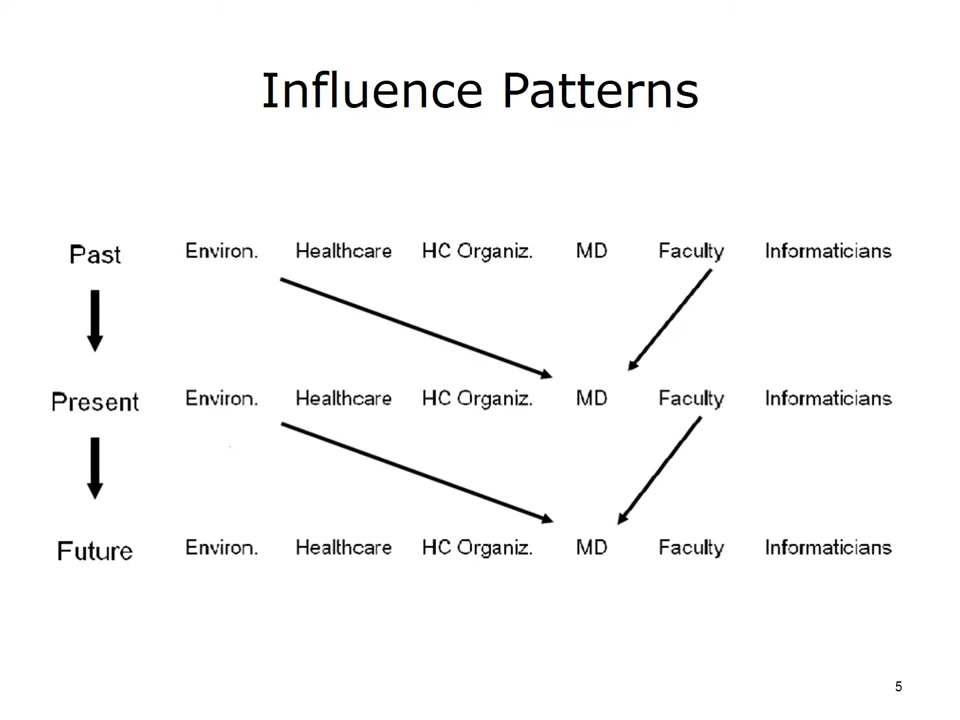 Influence Patterns
Past Environ. Healthcare HC Organiz. MD Faculty Informaticians
Present Environ. Healthcare HC Organiz. MD Faculty Informaticians
Future Environ. Healthcare HC Organiz. MD Faculty Informaticians
5